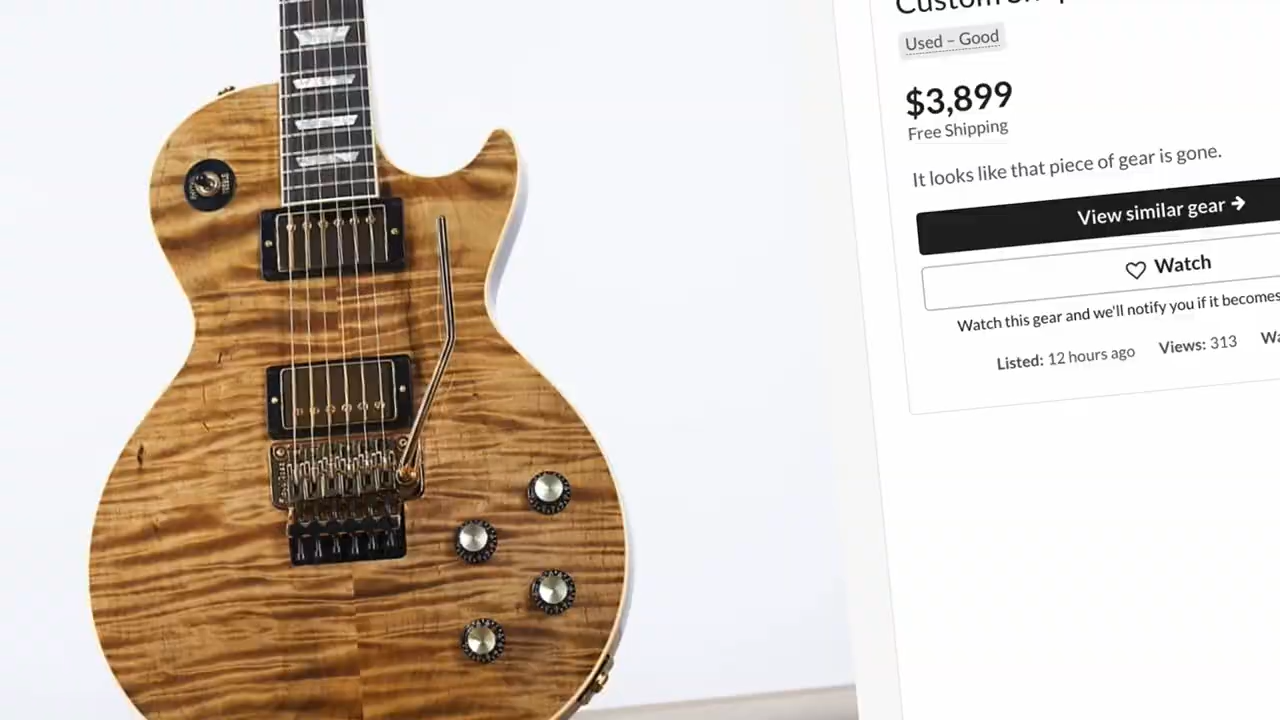 Custom
Used – Good
$3,899
Free Shipping
It looks like that piece of gear is gone.
View similar gear →
Watch
Watch this gear and we'll notify you if it becomes
Listed: 12 hours ago Views: 313